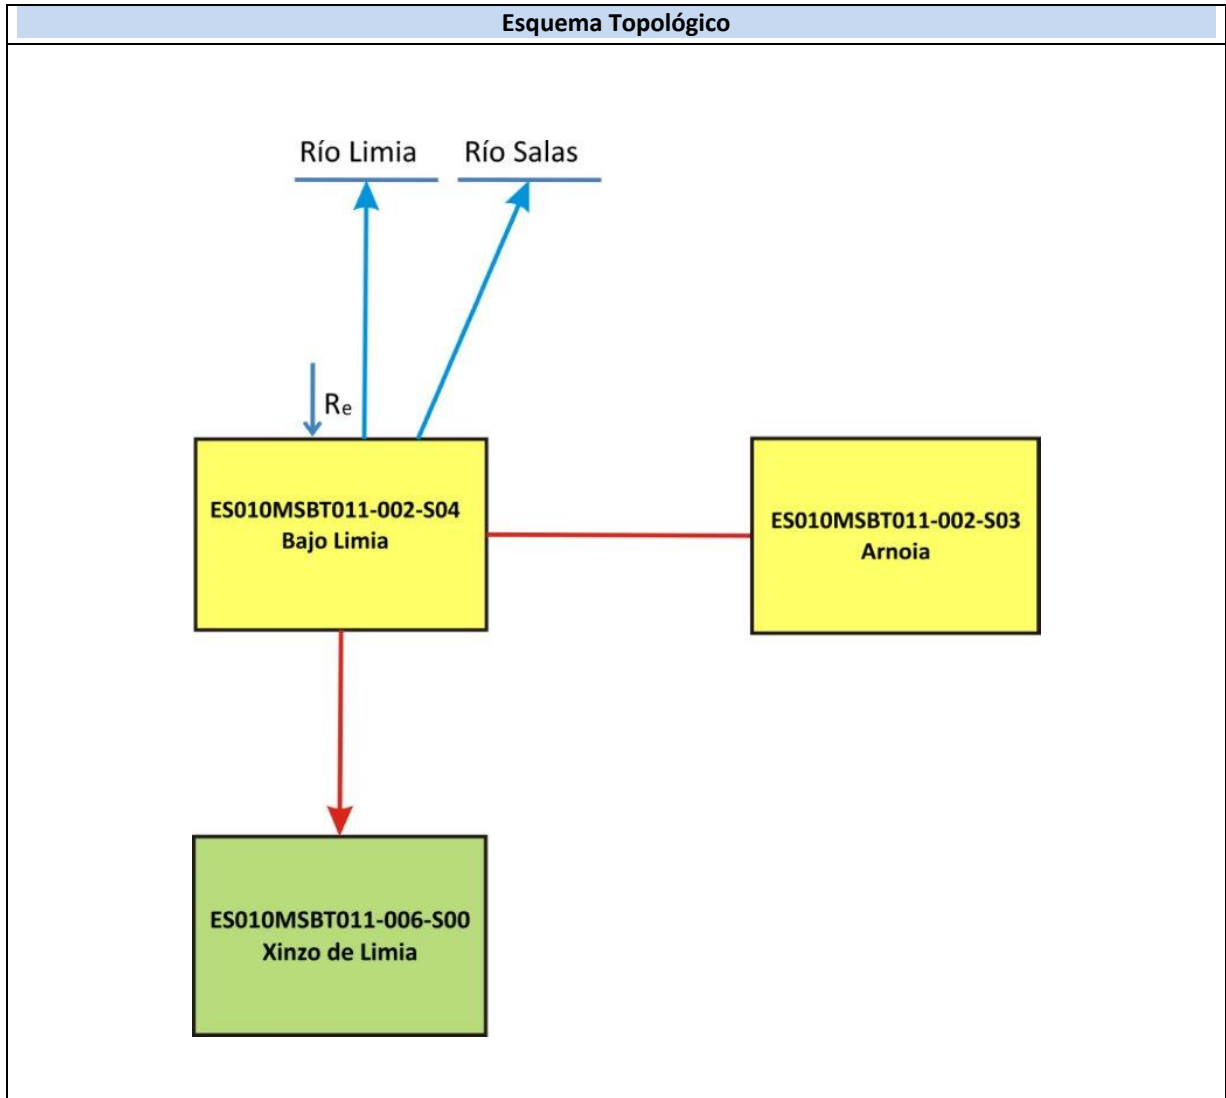 Esquema Topológico
Río Limia
Río Salas
Re
ES010MSBT011-002-S04
Bajo Limia
ES010MSBT011-002-S03
Arnoia
ES010MSBT011-006-S00
Xinzo de Limia